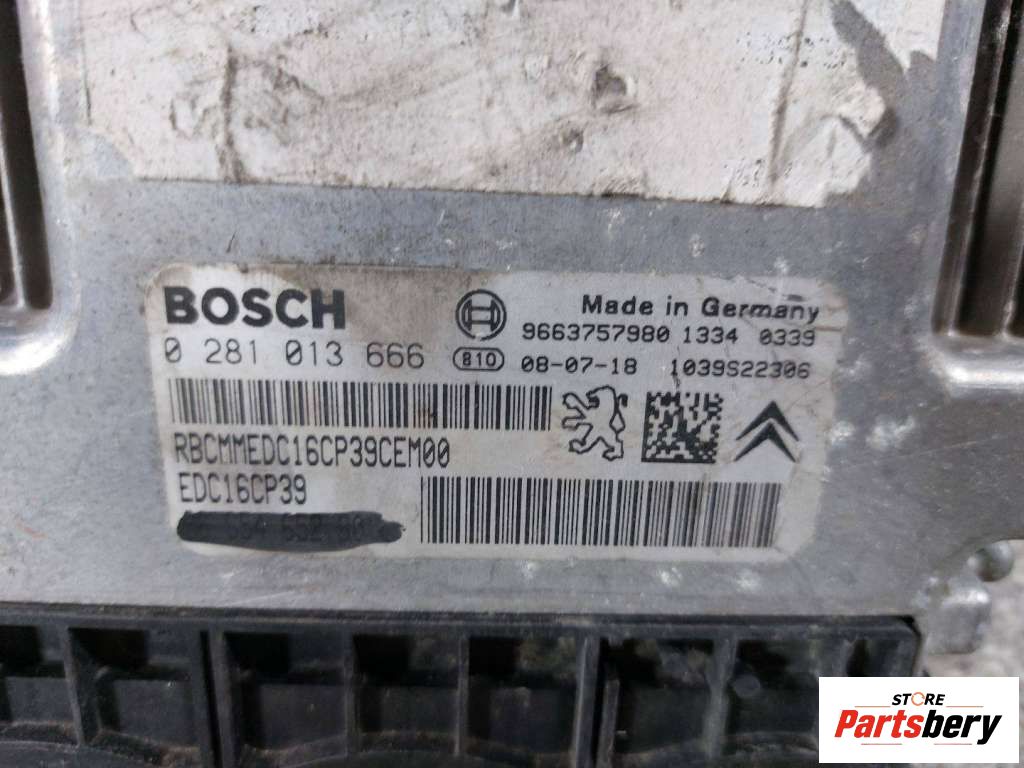 BOSCH
Made in Germany
9663757980 1334 0339
0 281 013 666 810 08-07-18 1039S22306
RBCMMEDC16CP39CEM00
EDC16CP39
STORE
Partsbery